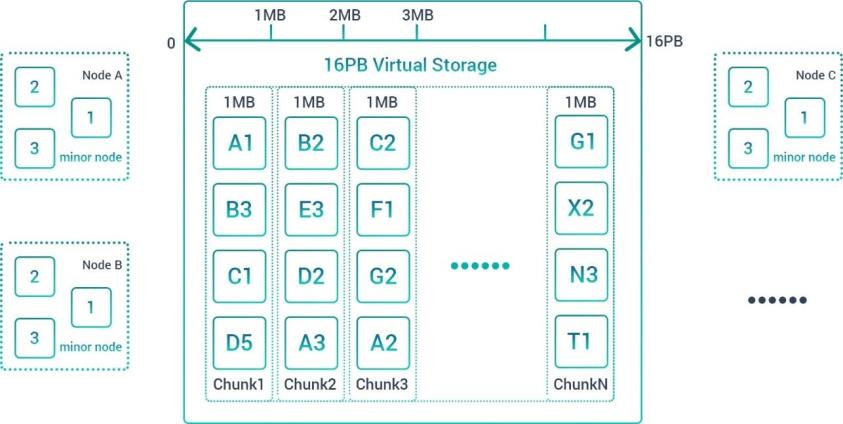 1MB 2MB 3MB
0 16PB
16PB Virtual Storage
Node A
2
1
3
minor node
Node B
2
1
3
minor node
1MB 1MB 1MB 1MB
A1 B2 C2 G1
B3 E3 F1 X2
C1 D2 G2 N3
D5 A3 A2 T1
Chunk1 Chunk2 Chunk3 ChunkN
Node C
2
1
3
minor node